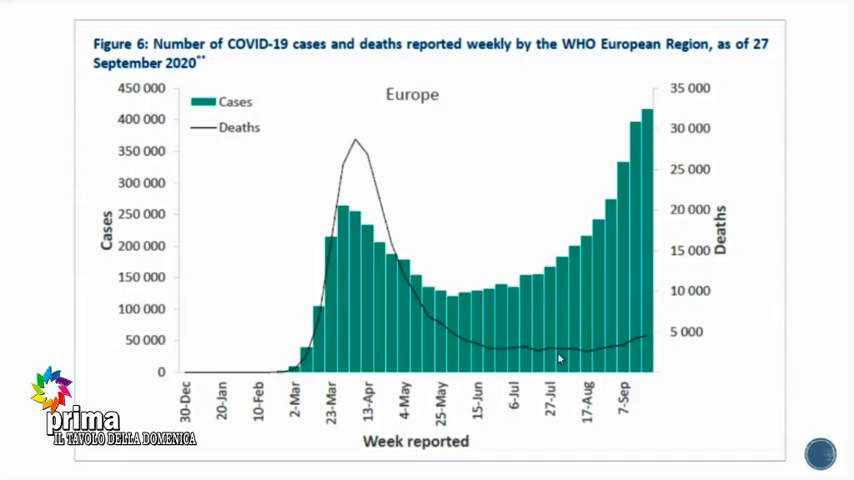 Figure 6: Number of COVID-19 cases and deaths reported weekly by the WHO European Region, as of 27
September 2020**
Europe
Cases
Deaths
450 000
400 000
350 000
300 000
250 000
200 000
150 000
100 000
50 000
0
Cases
35 000
30 000
25 000
20 000
15 000
10 000
5 000
Deaths
30-Dec
20-Jan
10-Feb
2-Mar
23-Mar
13-Apr
4-May
25-May
15-Jun
6-Jul
27-Jul
17-Aug
7-Sep
Week reported
prima
IL TAVOLO DELLA DOMENICA